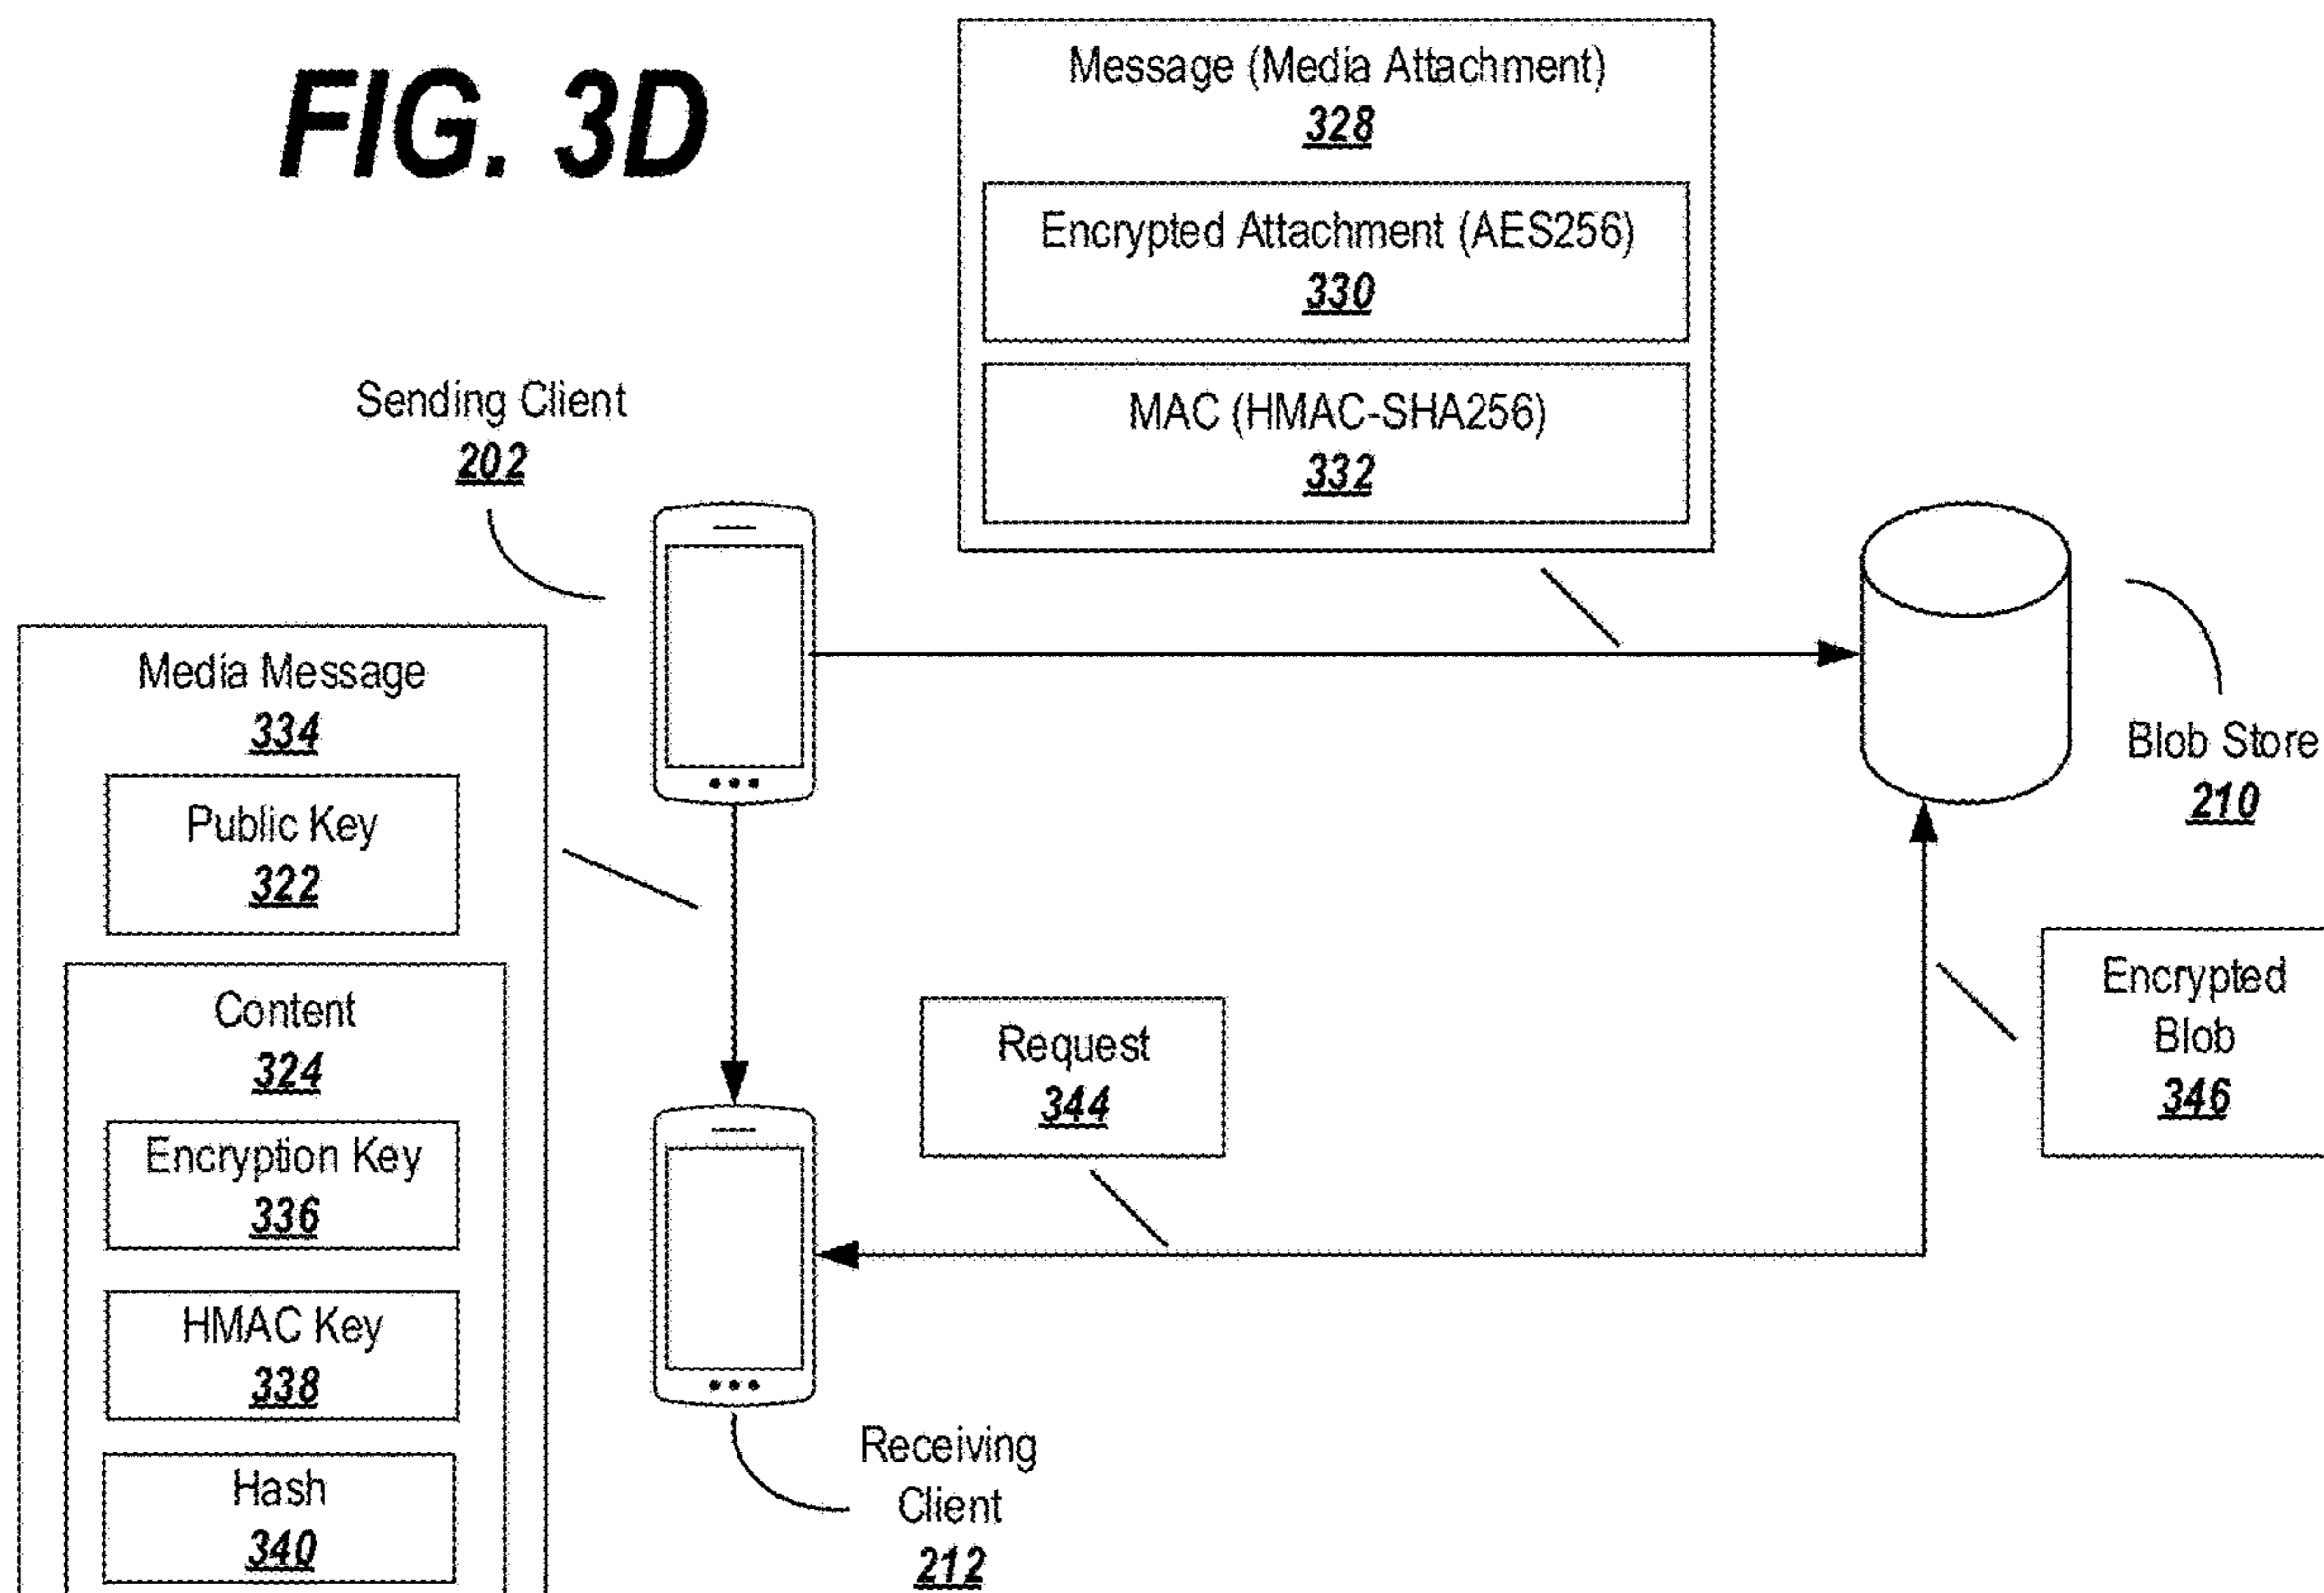 FIG. 3D
Message (Media Attachment)
328
Encrypted Attachment (AES256)
330
MAC (HMAC-SHA256)
332
Sending Client
202
Blob Store
210
Media Message
334
Public Key
322
Content
324
Encryption Key
336
HMAC Key
338
Hash
340
Request
344
Encrypted
Blob
346
Receiving
Client
212